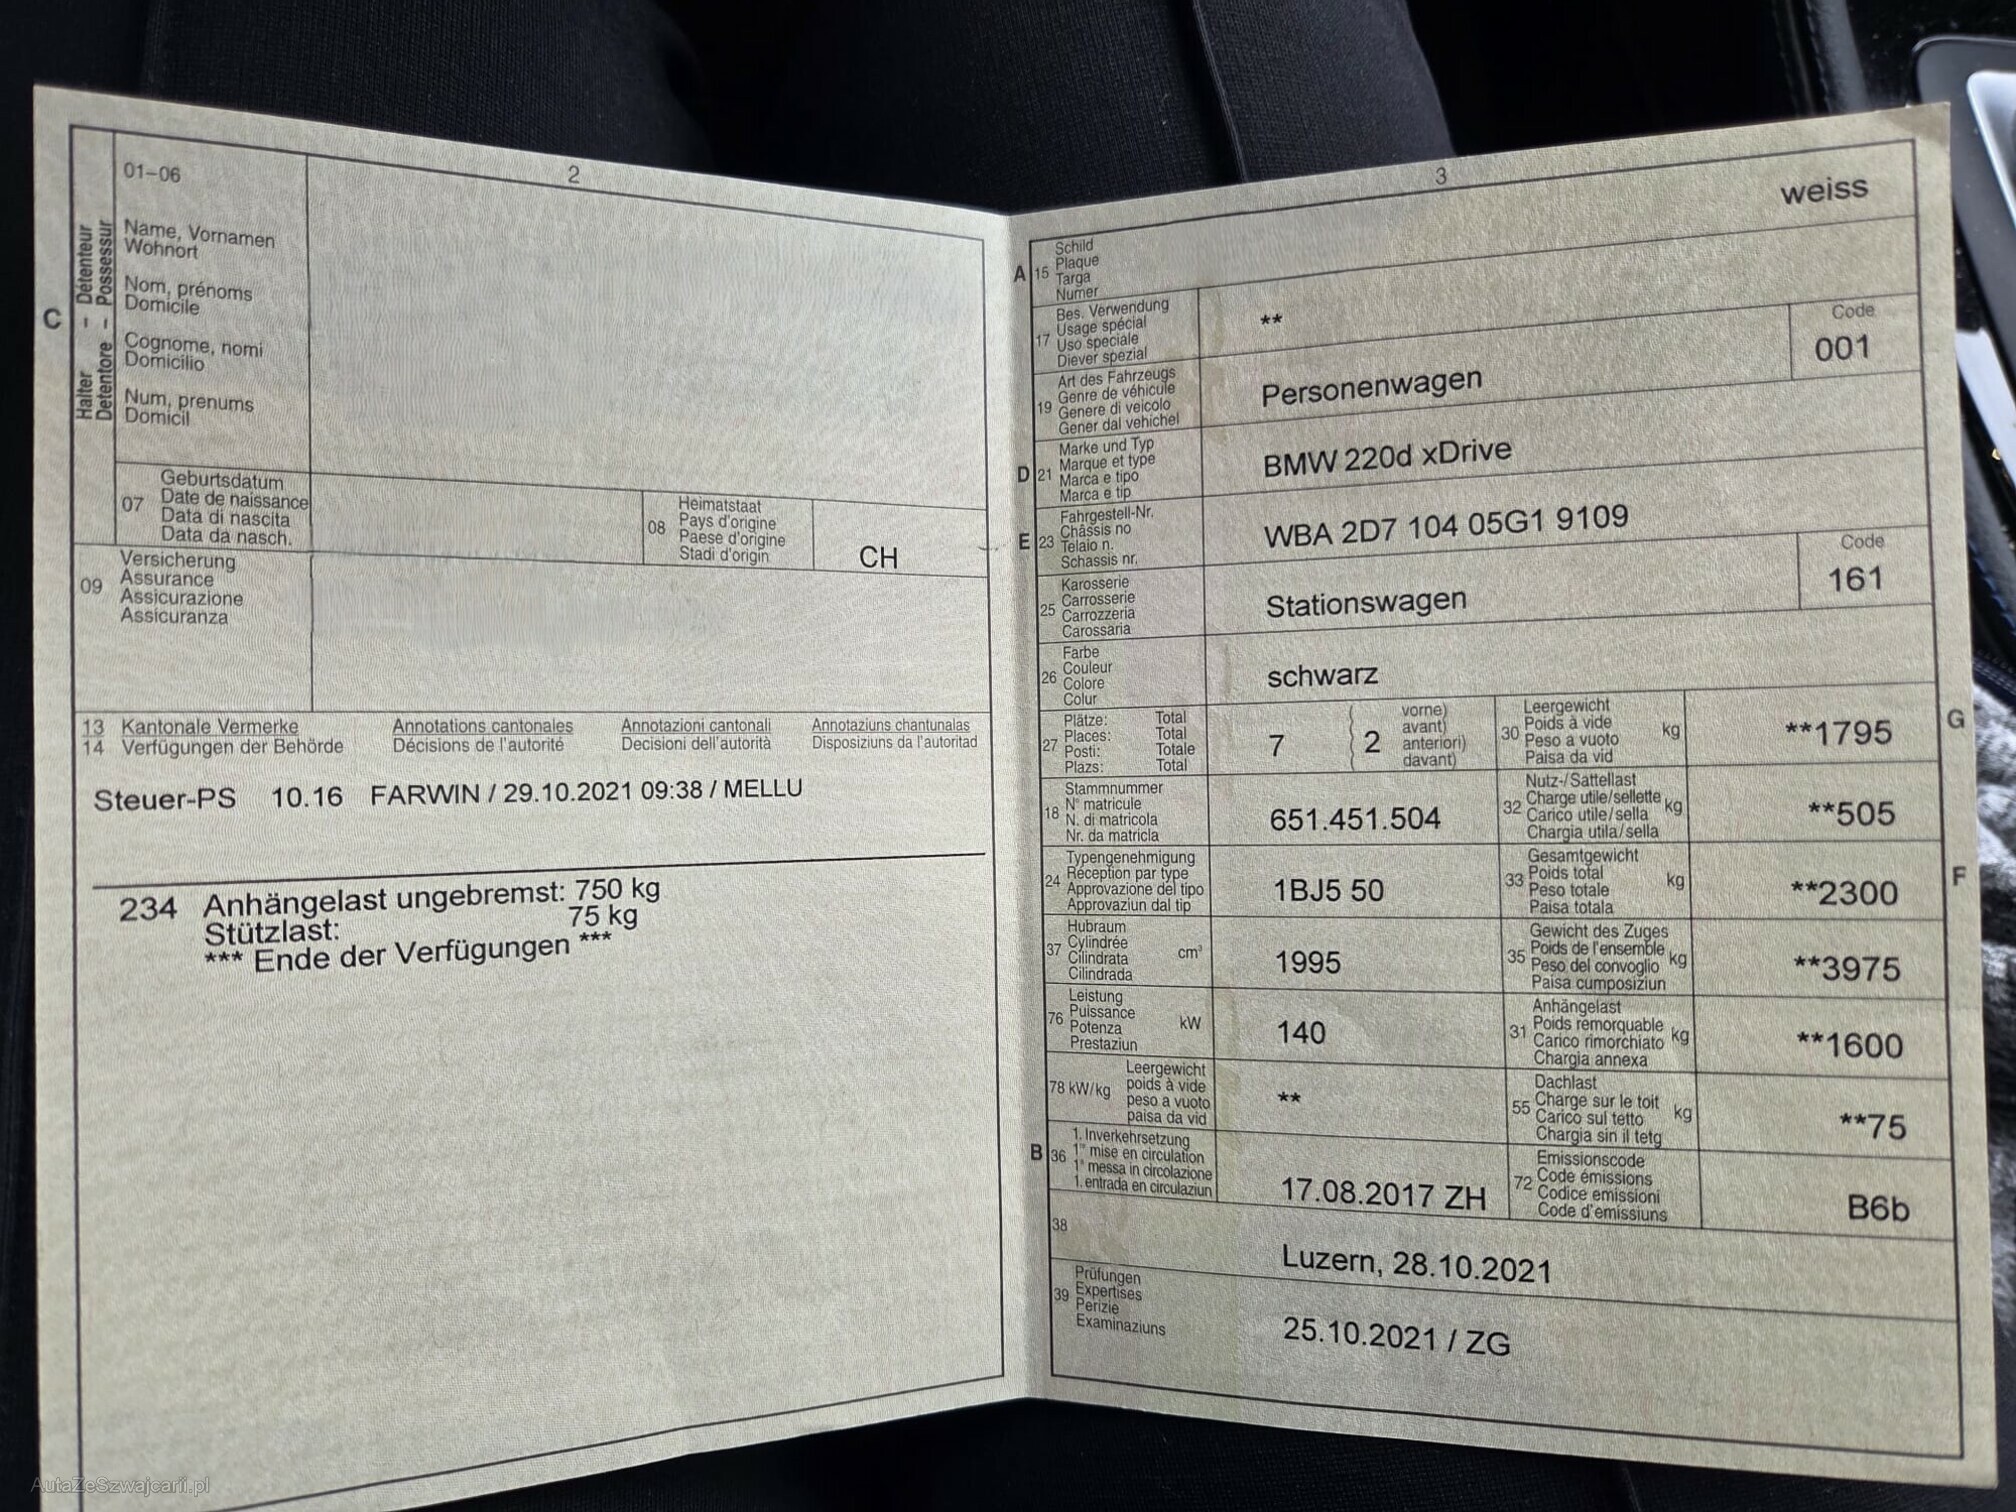 2
C
Halter - Detenteur
Detentore - Possessur
01-06
Name, Vornamen
Wohnort
Nom, prénoms
Domicile
Cognome, nomi
Domicilio
Num, prenums
Domicil
07
Geburtsdatum
Date de naissance
Data di nascita
Data da nasch.
08
Heimatstaat
Pays d'origine
Paese d'origine
Stadi d'origin
CH
09
Versicherung
Assurance
Assicurazione
Assicuranza
13 Kantonale Vermerke Annotations cantonales Annotazioni cantonali Annotaziuns chantunalas
14 Verfügungen der Behörde Décisions de l'autorité Decisioni dell'autorità Disposiziuns da l'autoritad
Steuer-PS 10.16 FARWIN / 29.10.2021 09:38 / MELLU
234 Anhängelast ungebremst: 750 kg
Stützlast: 75 kg
*** Ende der Verfügungen ***
3
weiss
A 15
Schild
Plaque
Targa
Numer
17
Bes. Verwendung
Usage spécial
Uso speciale
Diever spezial
**
19
Art des Fahrzeugs
Genre de véhicule
Genere di veicolo
Gener dal vehichel
Personenwagen
Code
001
D 21
Marke und Typ
Marque et type
Marca e tipo
Marca e tip
BMW 220d xDrive
E 23
Fahrgestell-Nr.
Châssis no
Telaio n.
Schassis nr.
WBA 2D7 104 05G1 9109
25
Karosserie
Carrosserie
Carrozzeria
Carossaria
Stationswagen
Code
161
26
Farbe
Couleur
Colore
Colur
schwarz
27
Plätze: Total
Places: Total
Posti: Totale
Plazs: Total
7
( 2
vorne)
avant)
anteriori)
davant)
30
Leergewicht
Poids à vide
Peso a vuoto
Paisa da vid
kg
**1795
G
18
Stammnummer
N° matricule
N. di matricola
Nr. da matricla
651.451.504
32
Nutz-/Sattellast
Charge utile/sellette
Carico utile/sella
Chargia utila/sella
kg
**505
24
Typengenehmigung
Réception par type
Approvazione del tipo
Approvaziun dal tip
1BJ5 50
33
Gesamtgewicht
Poids total
Peso totale
Paisa totala
kg
**2300
F
37
Hubraum
Cylindrée
Cilindrata
Cilindrada
cm³
1995
35
Gewicht des Zuges
Poids de l'ensemble
Peso del convoglio
Paisa cumposiziun
kg
**3975
76
Leistung
Puissance
Potenza
Prestaziun
kW
140
31
Anhängelast
Poids remorquable
Carico rimorchiato
Chargia annexa
kg
**1600
78 kW/kg
Leergewicht
poids à vide
peso a vuoto
paisa da vid
**
55
Dachlast
Charge sur le toit
Carico sul tetto
Chargia sin il tetg
kg
**75
B 36
1. Inverkehrsetzung
1re mise en circulation
1a messa in circolazione
1. entrada en circulaziun
17.08.2017 ZH
72
Emissionscode
Code émissions
Codice emissioni
Code d'emissiuns
B6b
38
Luzern, 28.10.2021
39
Prüfungen
Expertises
Perizie
Examinaziuns
25.10.2021 / ZG
AutaZeSzwajcarii.pl